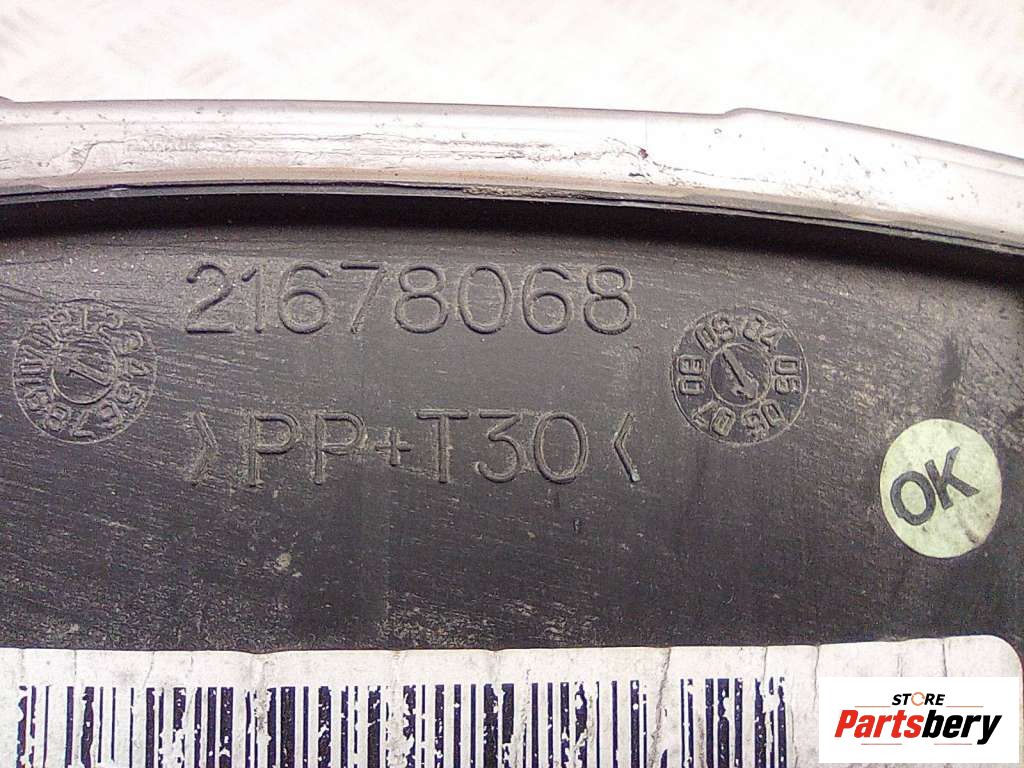 21678068
>PP+T30<
OK
STORE
Partsbery